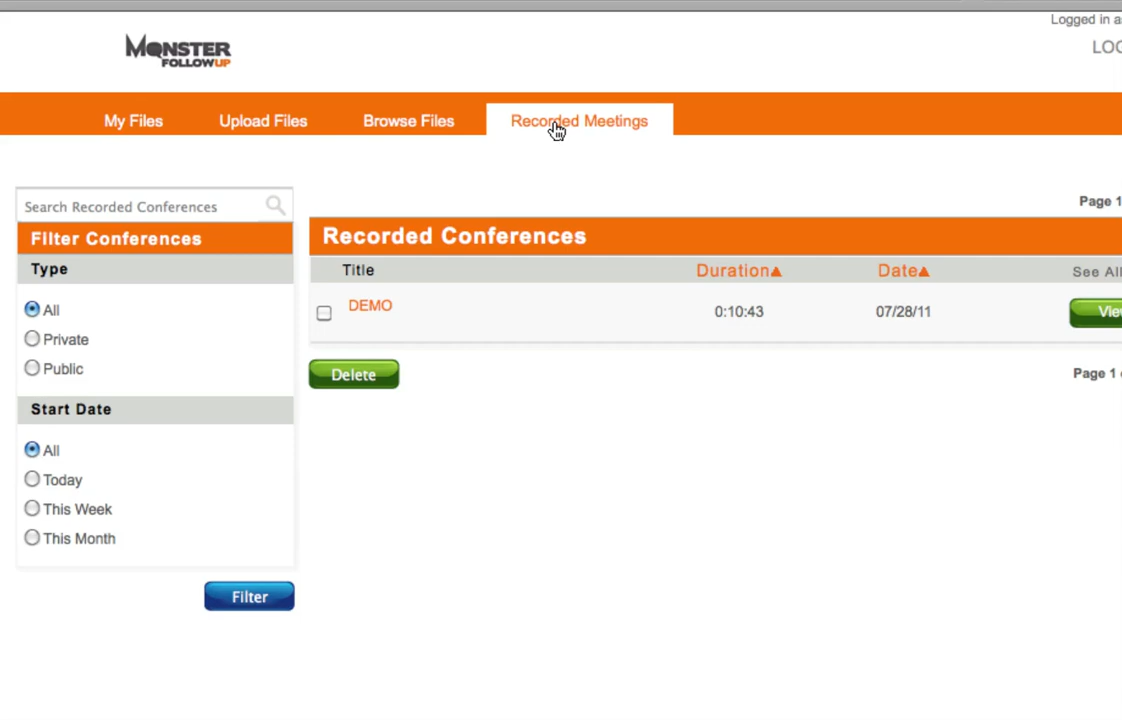 Logged in a
MONSTER
FOLLOWUP
LOG
My Files Upload Files Browse Files Recorded Meetings
Search Recorded Conferences
Page 1
Filter Conferences
Recorded Conferences
Type
Title Duration▲ Date▲ See All
All
DEMO 0:10:43 07/28/11 Vie
Private
Public
Delete
Page 1
Start Date
All
Today
This Week
This Month
Filter